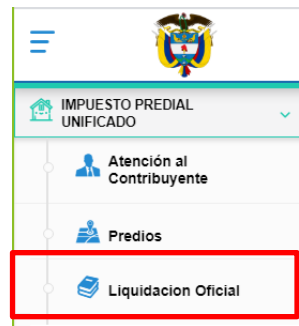 IMPUESTO PREDIAL
UNIFICADO
Atención al
Contribuyente
Predios
Liquidacion Oficial